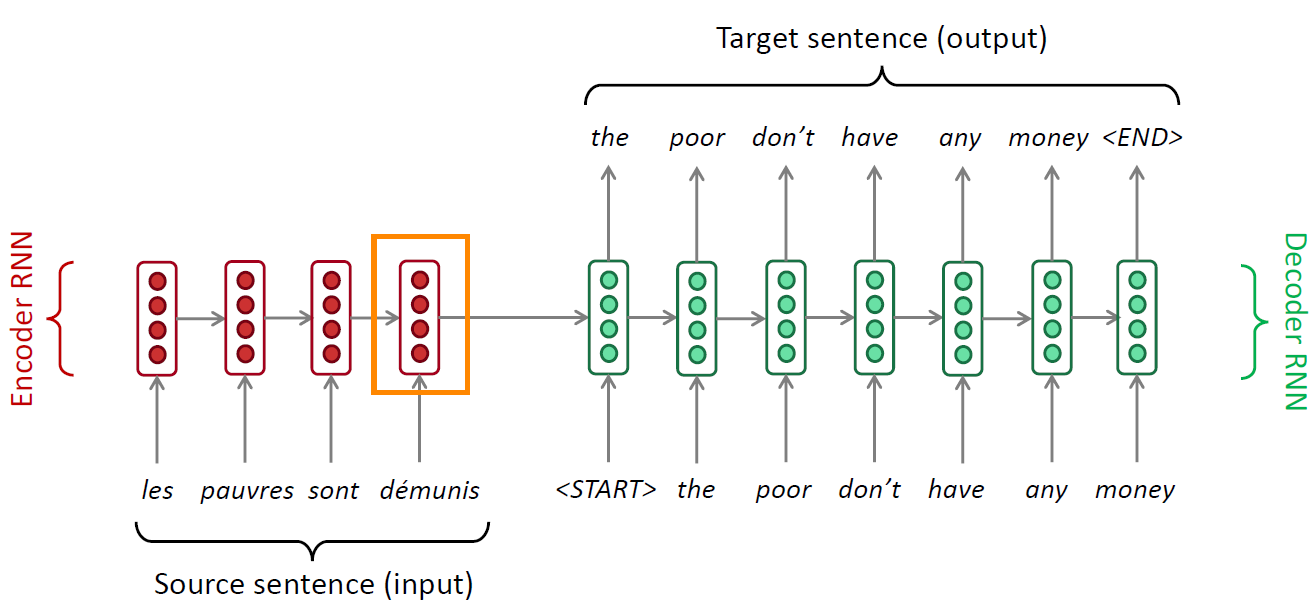 Target sentence (output)
the poor don’t have any money <END>
Encoder RNN
Decoder RNN
les pauvres sont démunis
<START> the poor don’t have any money
Source sentence (input)